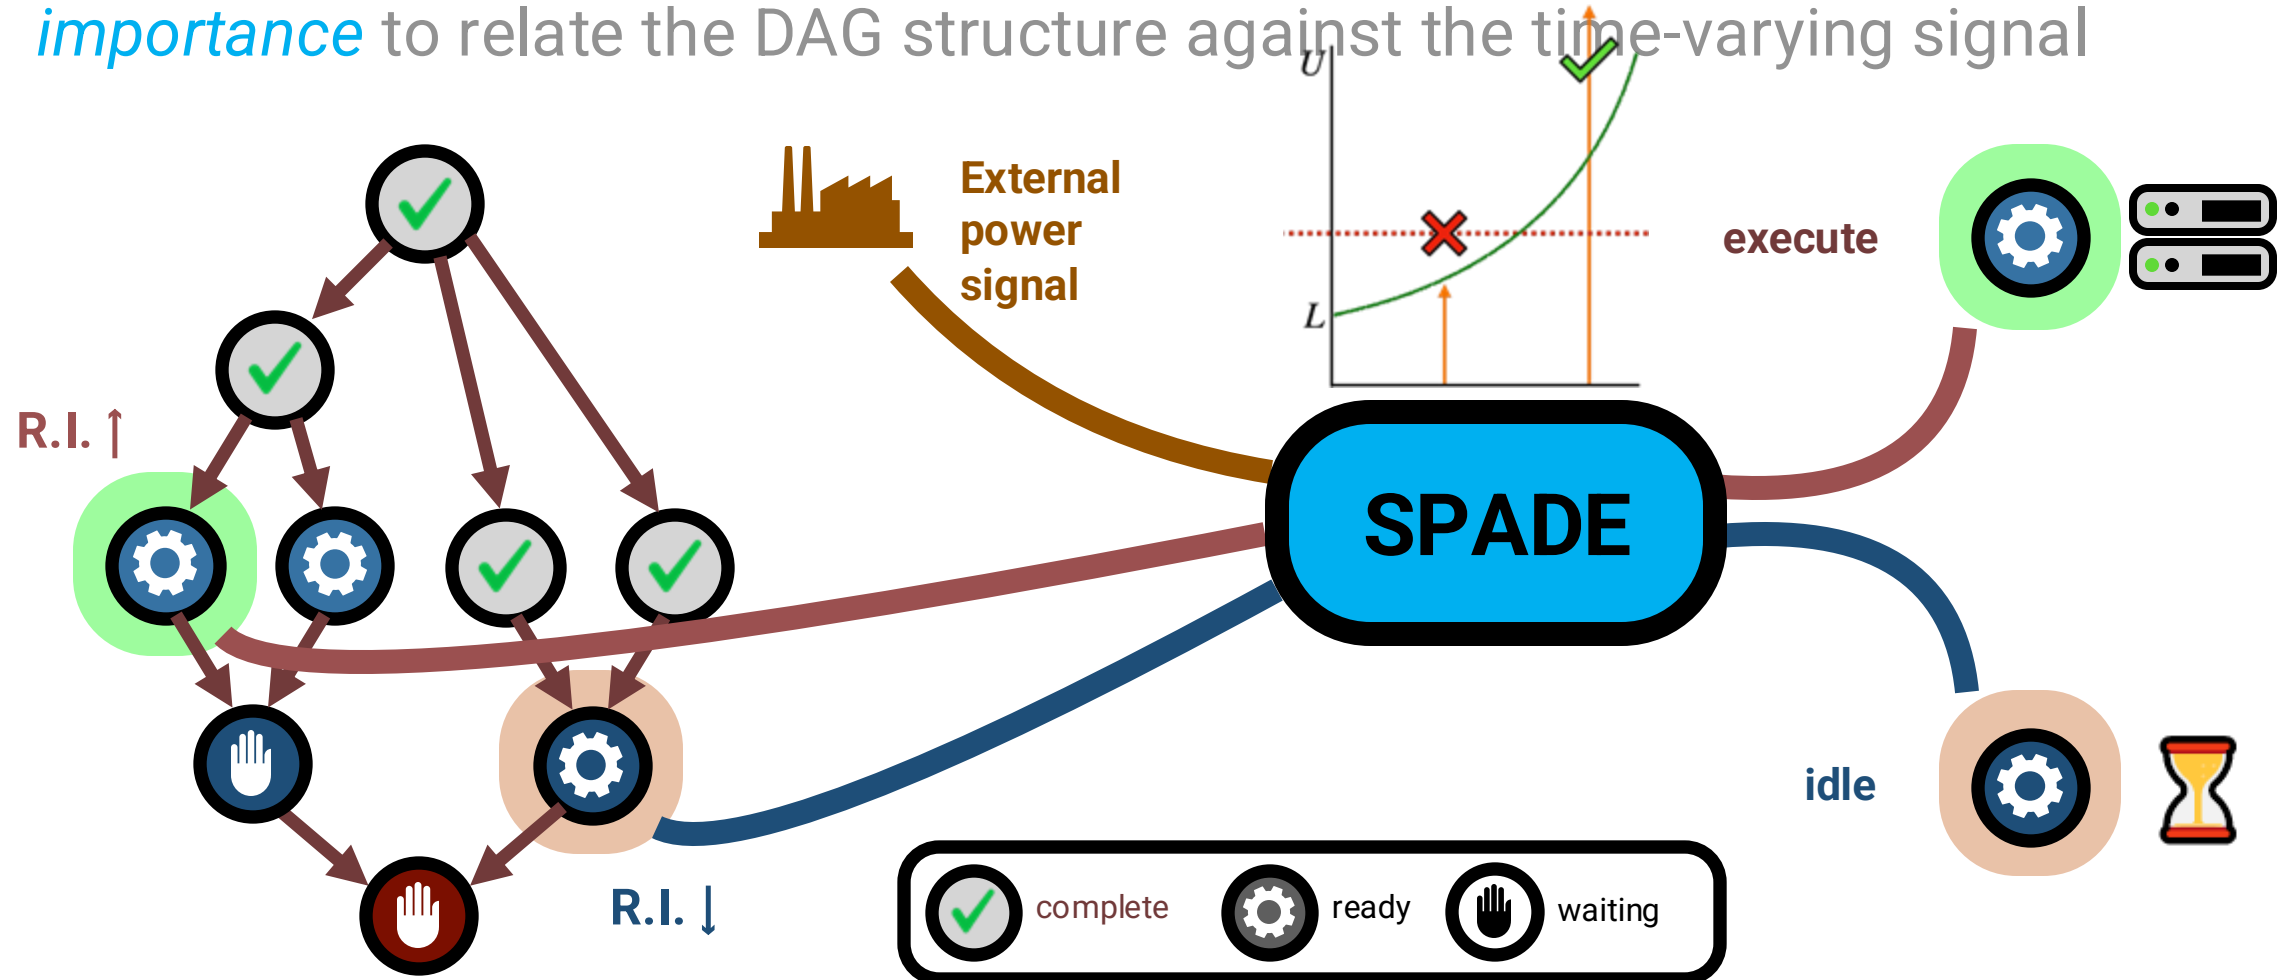 importance to relate the DAG structure against the time-varying signal
U
L
External
power
signal
execute
R.I. ↑
SPADE
idle
R.I. ↓
complete
ready
waiting